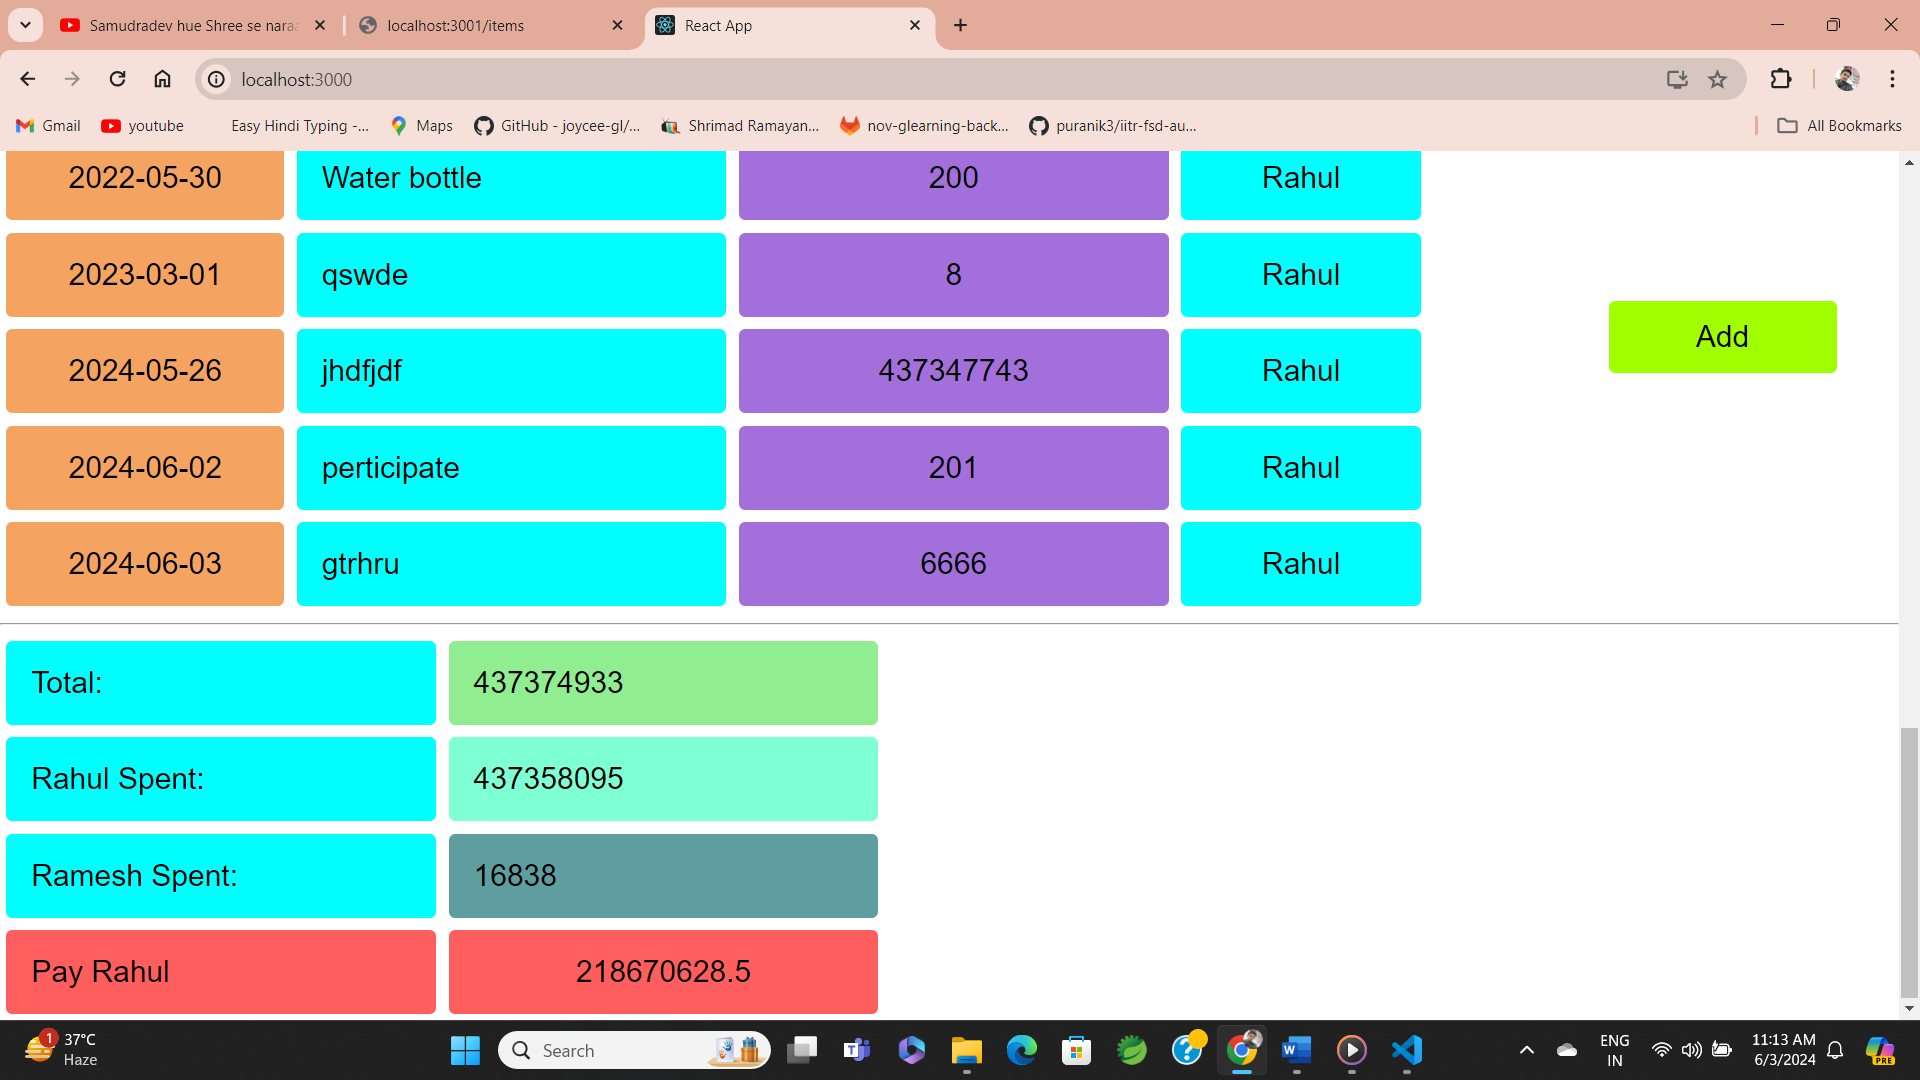 Samudradev hue Shree se nara
localhost:3001/items
React App
localhost:3000
Gmail
youtube
Easy Hindi Typing -...
Maps
GitHub - joycee-gl/...
Shrimad Ramayan...
nov-glearning-back...
puranik3/iitr-fsd-au...
All Bookmarks
2022-05-30 Water bottle 200 Rahul
2023-03-01 qswde 8 Rahul
Add
2024-05-26 jhdfjdf 437347743 Rahul
2024-06-02 perticipate 201 Rahul
2024-06-03 gtrhru 6666 Rahul
Total: 437374933
Rahul Spent: 437358095
Ramesh Spent: 16838
Pay Rahul 218670628.5
1
37°C
Haze
Search
ENG
IN
11:13 AM
6/3/2024
PRE